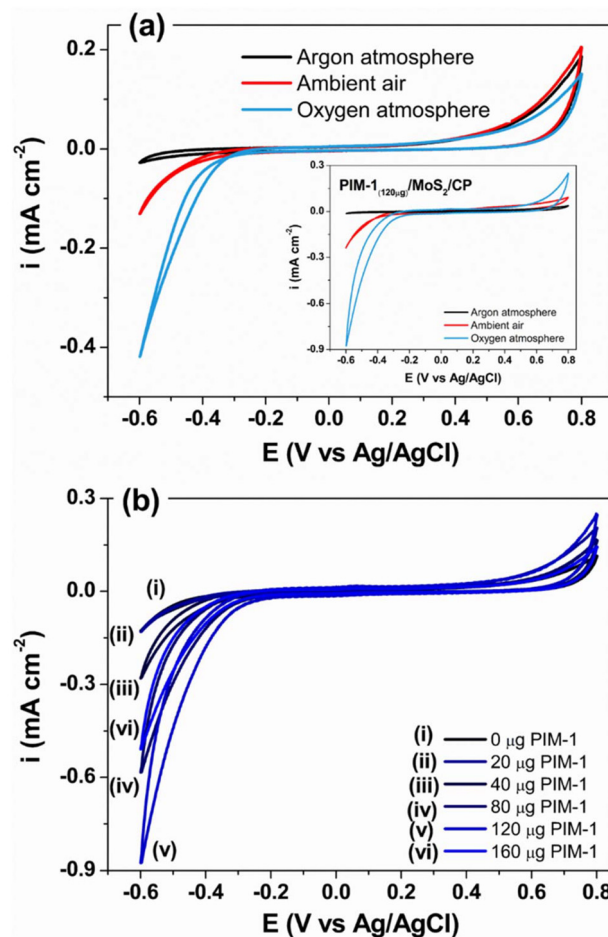 (a)
Argon atmosphere
Ambient air
Oxygen atmosphere
0.2
0.0
-0.2
-0.4
i (mA cm-2)
-0.6 -0.4 -0.2 0.0 0.2 0.4 0.6 0.8
E (V vs Ag/AgCl)
PIM-1(120μg)/MoS2/CP
0.3
0.0
-0.3
-0.6
-0.9
i (mA cm-2)
Argon atmosphere
Ambient air
Oxygen atmosphere
-0.6 -0.4 -0.2 0.0 0.2 0.4 0.6 0.8
E (V vs Ag/AgCl)
(b)
0.3
0.0
-0.3
-0.6
-0.9
i (mA cm-2)
(i)
(ii)
(iii)
(vi)
(iv)
(v)
(i) 0 μg PIM-1
(ii) 20 μg PIM-1
(iii) 40 μg PIM-1
(iv) 80 μg PIM-1
(v) 120 μg PIM-1
(vi) 160 μg PIM-1
-0.6 -0.4 -0.2 0.0 0.2 0.4 0.6 0.8
E (V vs Ag/AgCl)